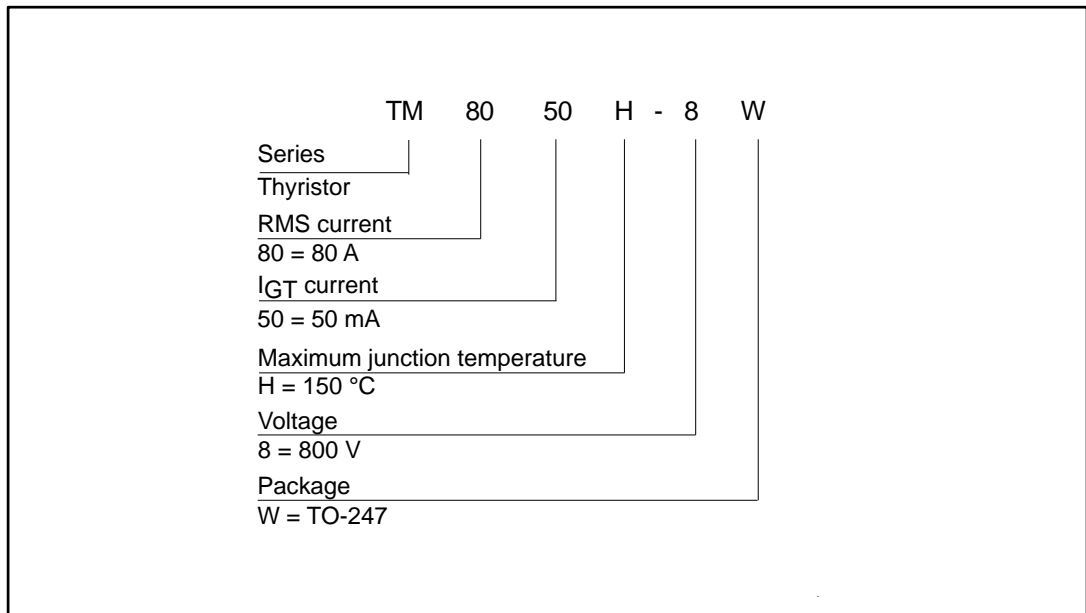 TM 80 50 H - 8 W
Series
Thyristor
RMS current
80 = 80 A
IGT current
50 = 50 mA
Maximum junction temperature
H = 150 °C
Voltage
8 = 800 V
Package
W = TO-247